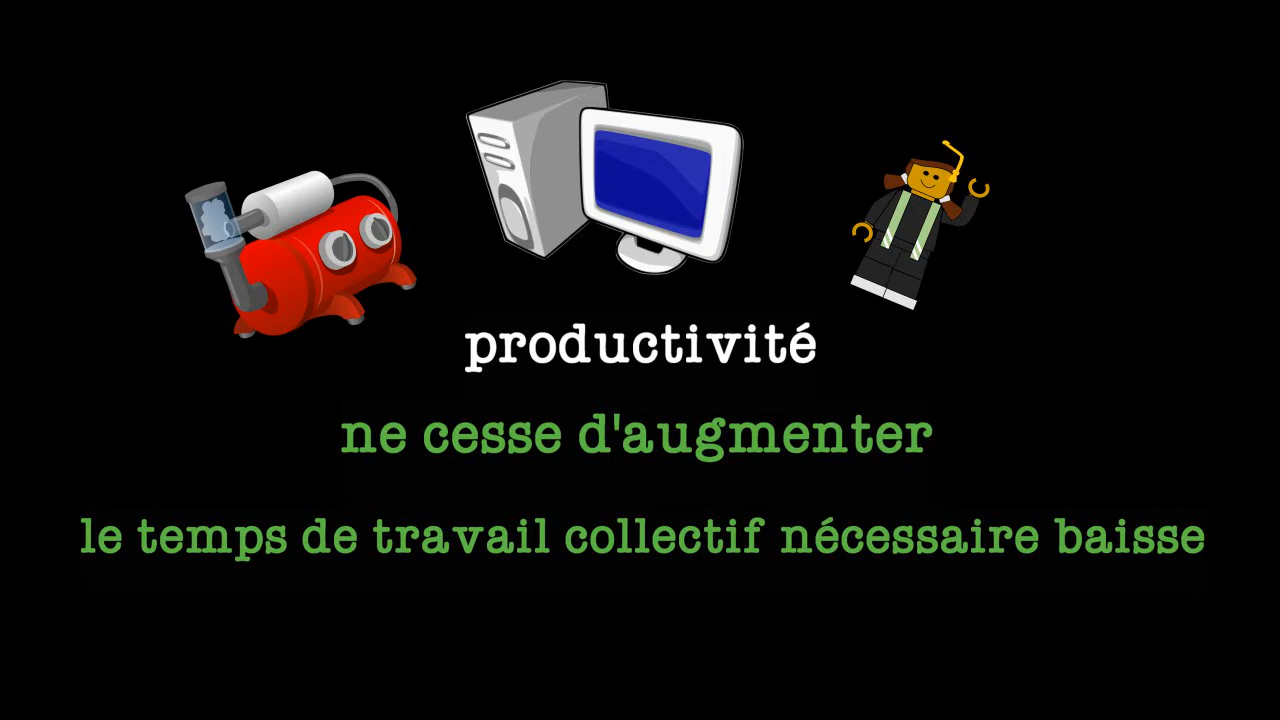 productivité
ne cesse d'augmenter
le temps de travail collectif nécessaire baisse